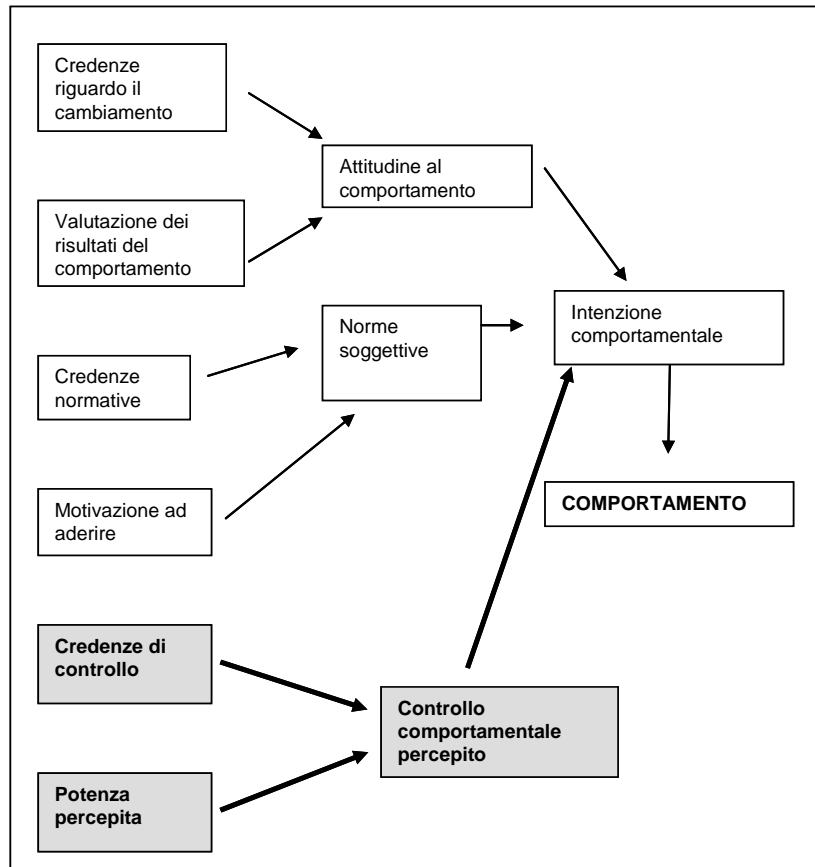 Credenze
riguardo il
cambiamento
Attitudine al
comportamento
Valutazione dei
risultati del
comportamento
Intenzione
comportamentale
Norme
soggettive
Credenze
normative
COMPORTAMENTO
Motivazione ad
aderire
Credenze di
controllo
Controllo
comportamentale
percepito
Potenza
percepita